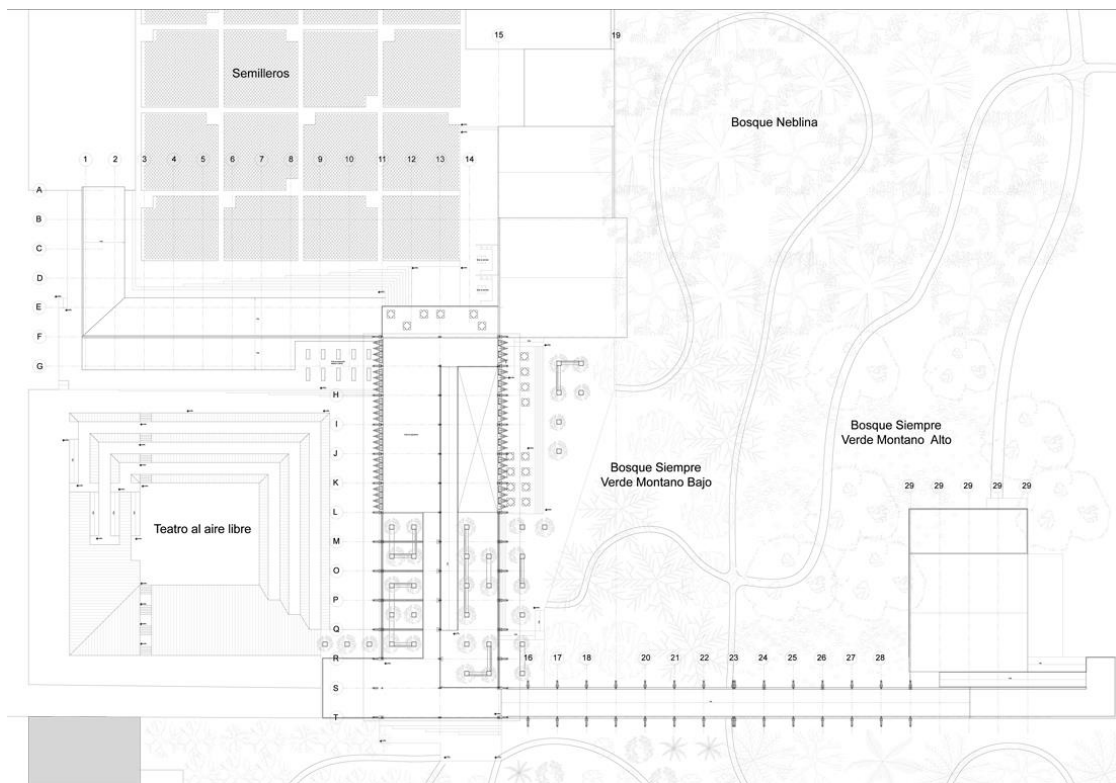 15
19
Semilleros
Bosque Neblina
1 2 3 4 5 6 7 8 9 10 11 12 13 14
A
B
C
D
E
F
G
H
I
J
K
L
M
O
P
Q
R
S
T
Bosque Siempre
Verde Montano Alto
Bosque Siempre
Verde Montano Bajo
29 29 29 29 29
Teatro al aire libre
16 17 18 19 20 21 22 23 24 25 26 27 28